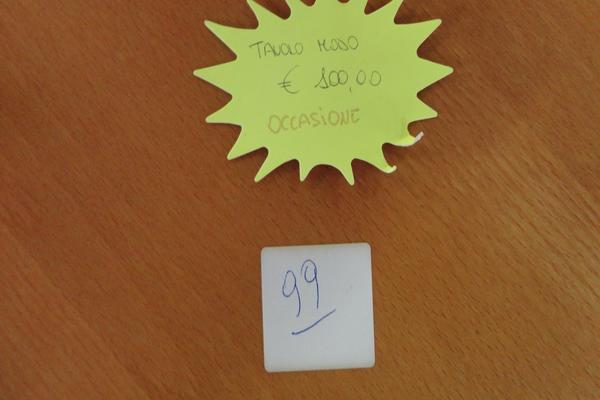 TAVOLO MODO
€ 100,00
OCCASIONE
99